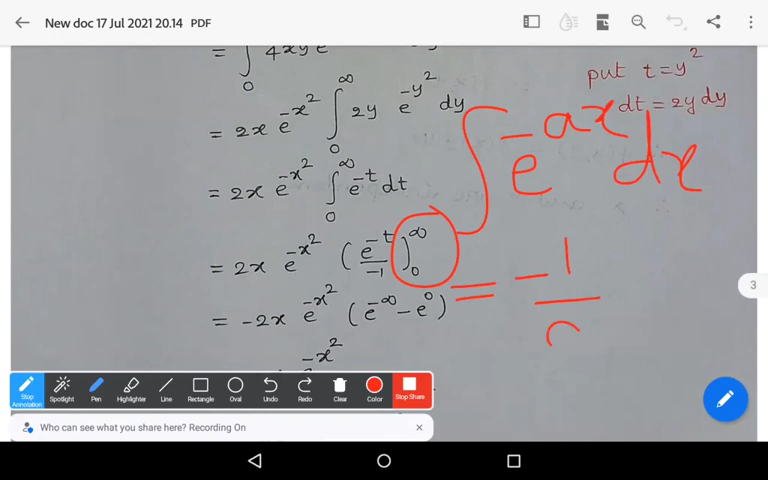 New doc 17 Jul 2021 20.14 PDF
= ∫₀ 4xy e
put t = y²
= 2x e^{-x²} ∫₀^∞ 2y e^{-y²} dy
dt = 2y dy
∫ e^{-ax} dx
= 2x e^{-x²} ∫₀^∞ e^{-t} dt
= 2x e^{-x²} (e^{-t}/-1)₀^∞
= -1
= -2x e^{-x²} (e^{-∞} - e^{0})
-x²
3
Stop Annotation Spotlight Pen Highlighter Line Rectangle Oval Undo Redo Clear Color Stop Share
Who can see what you share here? Recording On